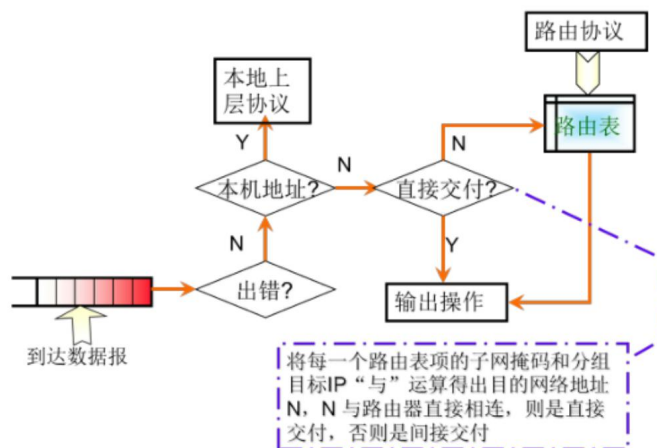 路由协议
本地上
层协议
路由表
Y
N
N
本机地址?
直接交付?
N
Y
出错?
输出操作
到达数据报
将每一个路由表项的子网掩码和分组
目标IP“与”运算得出目的网络地址
N，N 与路由器直接相连，则是直接
交付，否则是间接交付